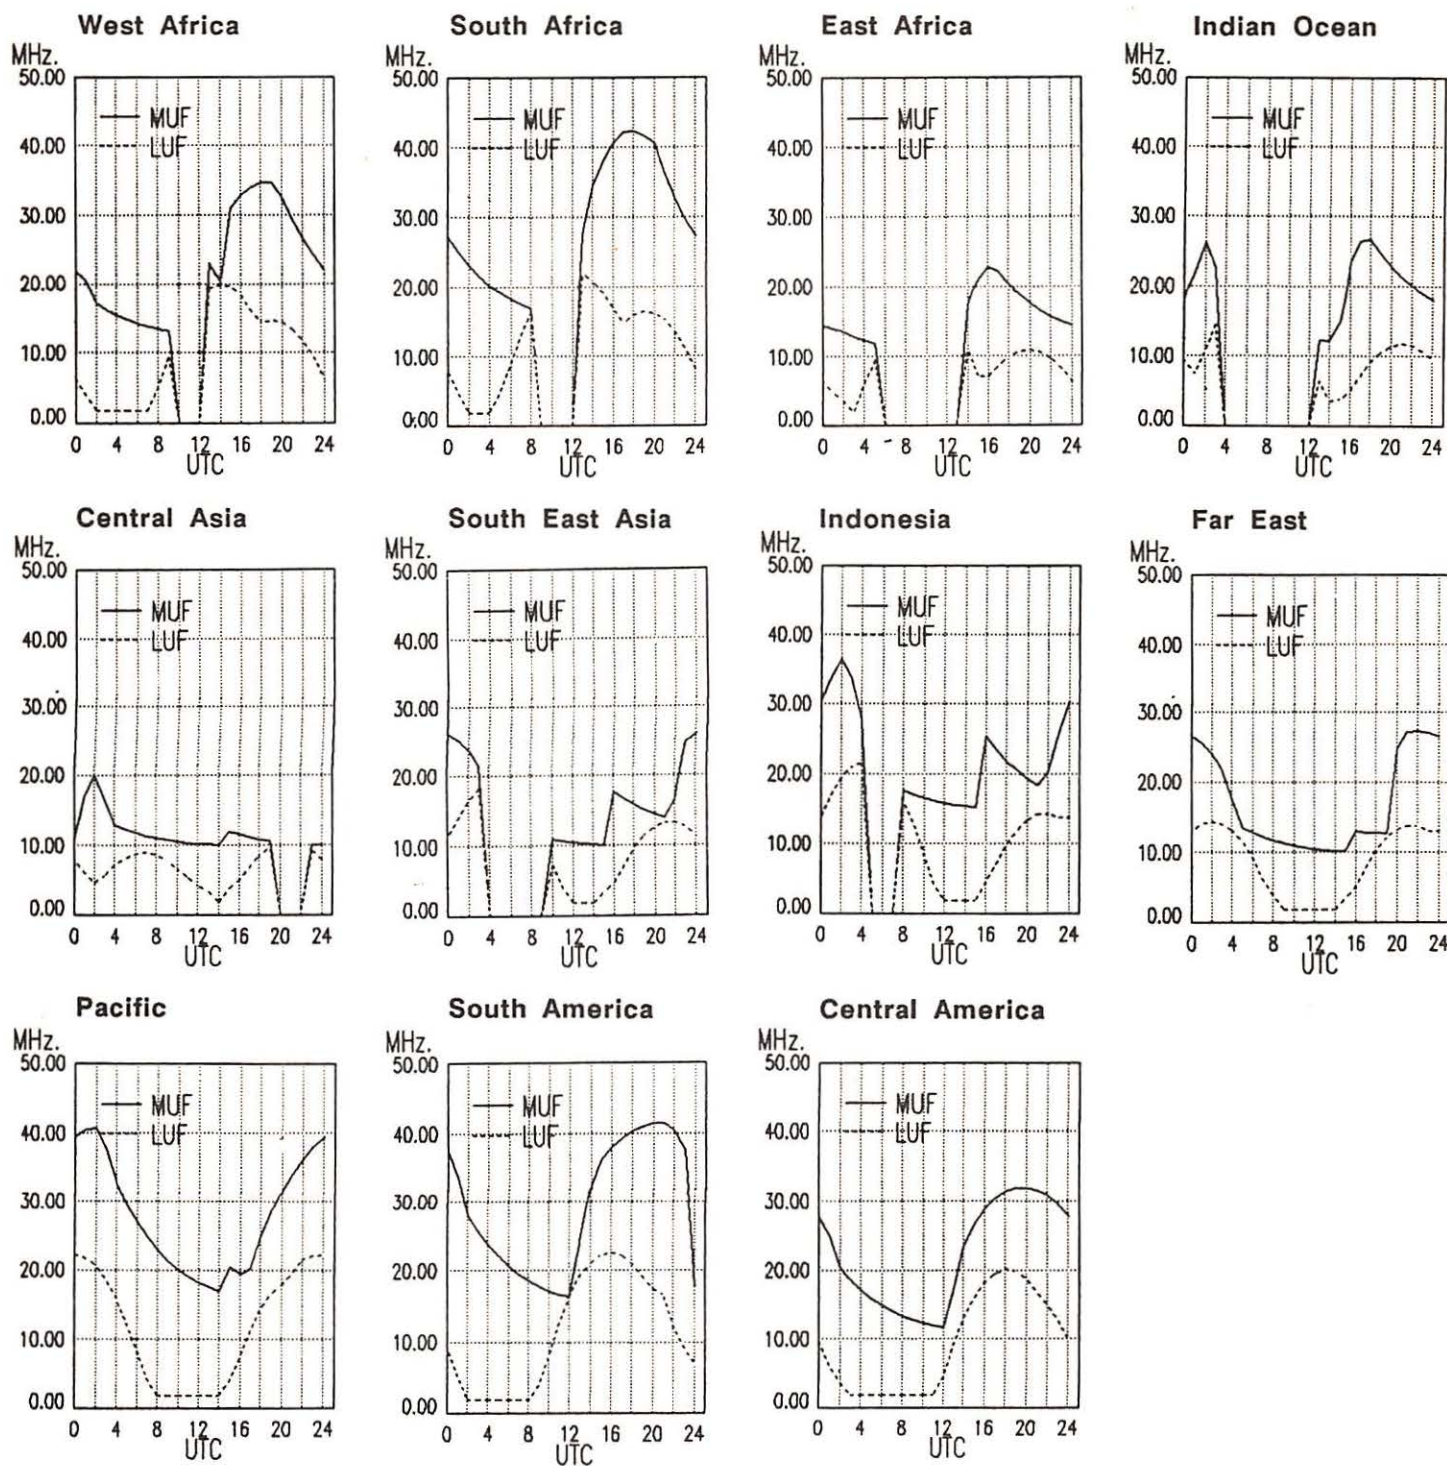 West Africa
MHz.
50.00
40.00
30.00
20.00
10.00
0.00
MUF
LUF
0 4 8 12 16 20 24
UTC
South Africa
MHz.
50.00
40.00
30.00
20.00
10.00
0.00
MUF
LUF
0 4 8 12 16 20 24
UTC
East Africa
MHz.
50.00
40.00
30.00
20.00
10.00
0.00
MUF
LUF
0 4 8 12 16 20 24
UTC
Indian Ocean
MHz.
50.00
40.00
30.00
20.00
10.00
0.00
MUF
LUF
0 4 8 12 16 20 24
UTC
Central Asia
MHz.
50.00
40.00
30.00
20.00
10.00
0.00
MUF
LUF
0 4 8 12 16 20 24
UTC
South East Asia
MHz.
50.00
40.00
30.00
20.00
10.00
0.00
MUF
LUF
0 4 8 12 16 20 24
UTC
Indonesia
MHz.
50.00
40.00
30.00
20.00
10.00
0.00
MUF
LUF
0 4 8 12 16 20 24
UTC
Far East
MHz.
50.00
40.00
30.00
20.00
10.00
0.00
MUF
LUF
0 4 8 12 16 20 24
UTC
Pacific
MHz.
50.00
40.00
30.00
20.00
10.00
0.00
MUF
LUF
0 4 8 12 16 20 24
UTC
South America
MHz.
50.00
40.00
30.00
20.00
10.00
0.00
MUF
LUF
0 4 8 12 16 20 24
UTC
Central America
MHz.
50.00
40.00
30.00
20.00
10.00
0.00
MUF
LUF
0 4 8 12 16 20 24
UTC